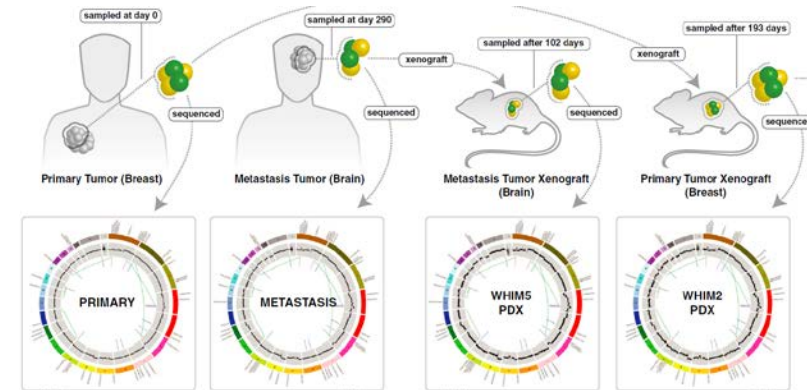 sampled at day 0
sampled at day 290
xenograft
sampled after 102 days
xenograft
sampled after 193 days
sequenced
sequenced
sequenced
sequence
Primary Tumor (Breast)
Metastasis Tumor (Brain)
Metastasis Tumor Xenograft
(Brain)
Primary Tumor Xenograft
(Breast)
PRIMARY
METASTASIS
WHIM5
PDX
WHIM2
PDX